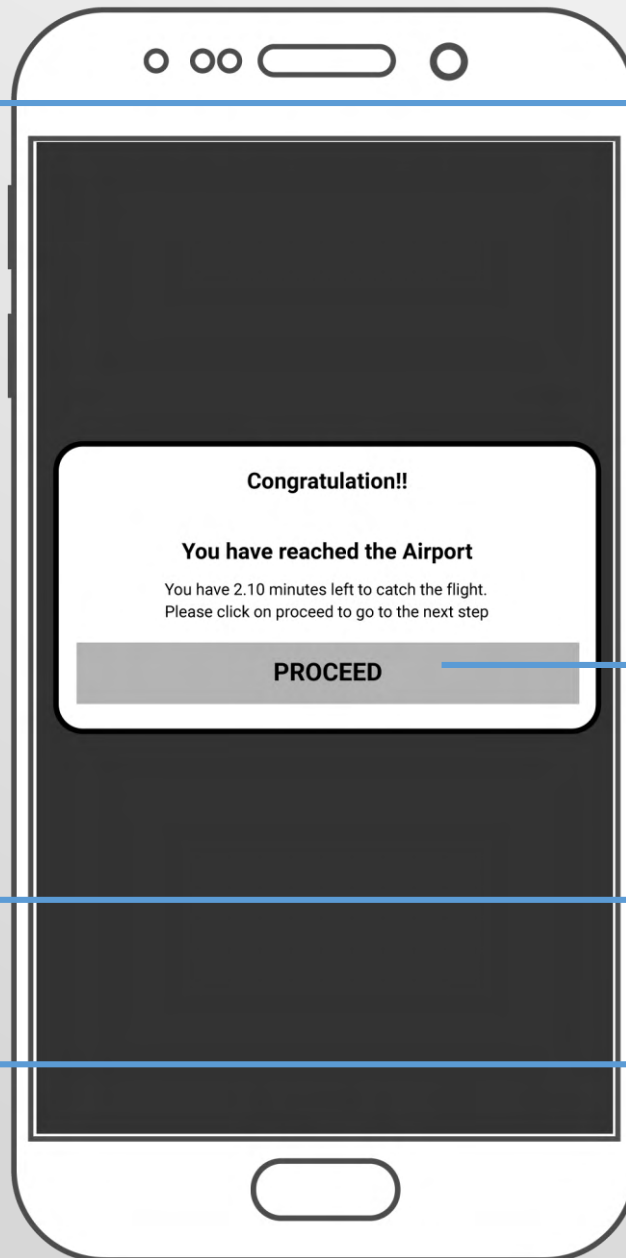 Congratulation!!
You have reached the Airport
You have 2.10 minutes left to catch the flight.
Please click on proceed to go to the next step
PROCEED